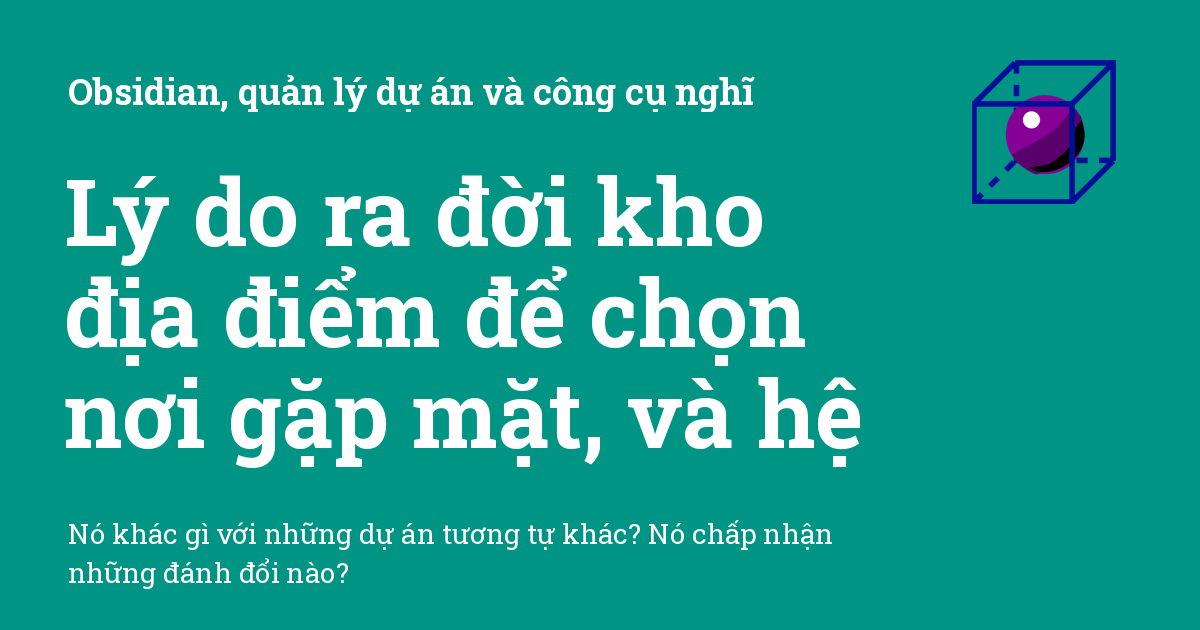 Obsidian, quản lý dự án và công cụ nghĩ
Lý do ra đời kho
địa điểm để chọn
nơi gặp mặt, và hệ
Nó khác gì với những dự án tương tự khác? Nó chấp nhận
những đánh đổi nào?